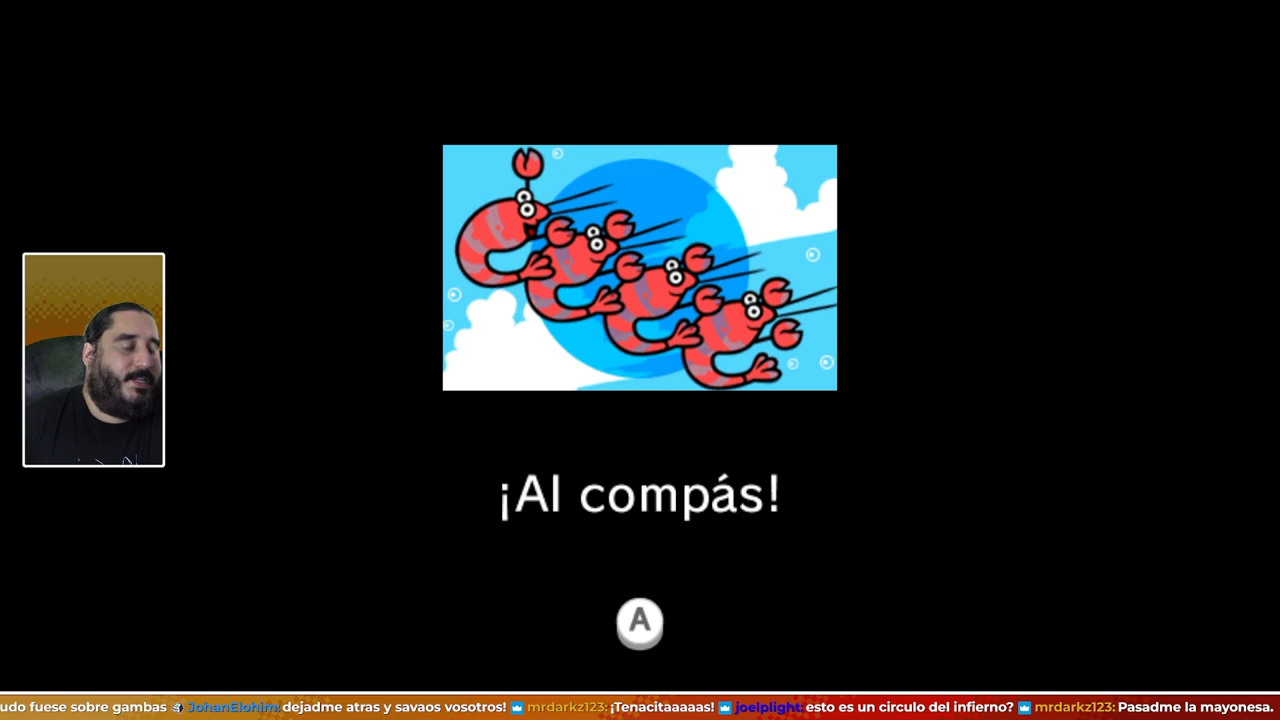 ¡Al compás!
A
udo fuese sobre gambas JohanElohim: dejadme atras y savaos vosotros! mrdarkz123: ¡Tenacitaaaaas! joelplight: esto es un circulo del infierno? mrdarkz123: Pasadme la mayonesa.